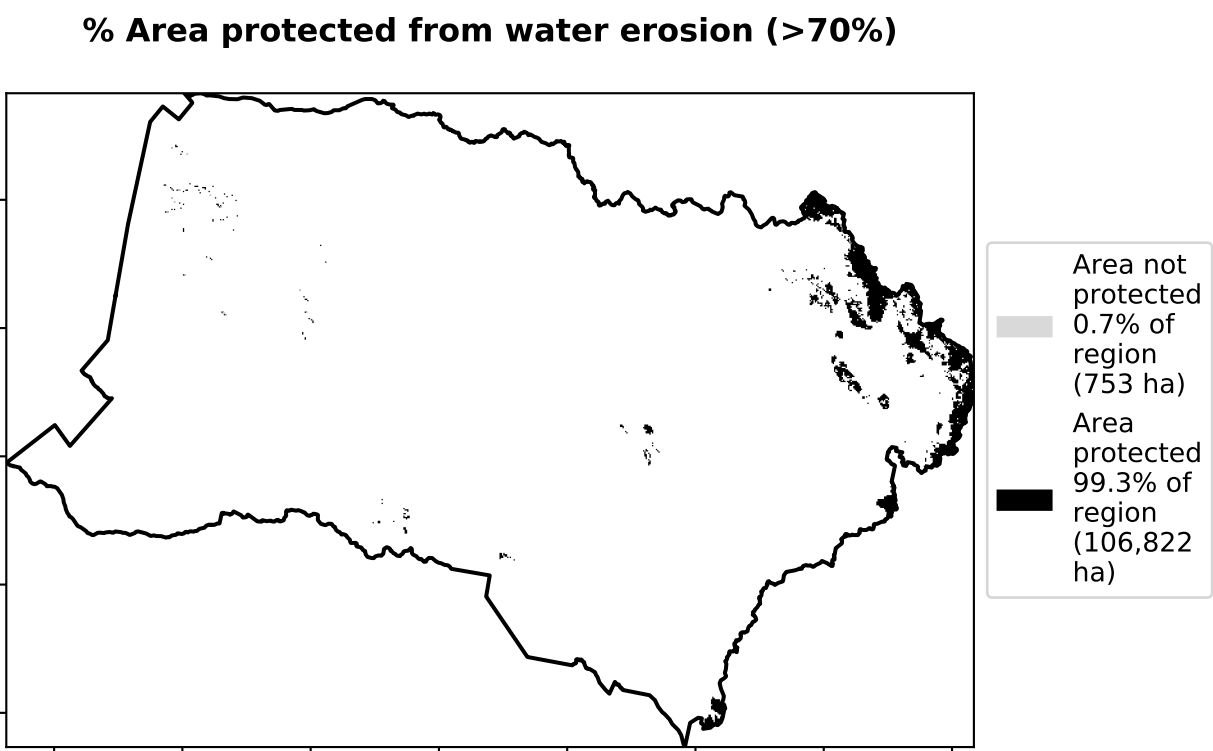 % Area protected from water erosion (>70%)
Area not
protected
0.7% of
region
(753 ha)
Area
protected
99.3% of
region
(106,822
ha)